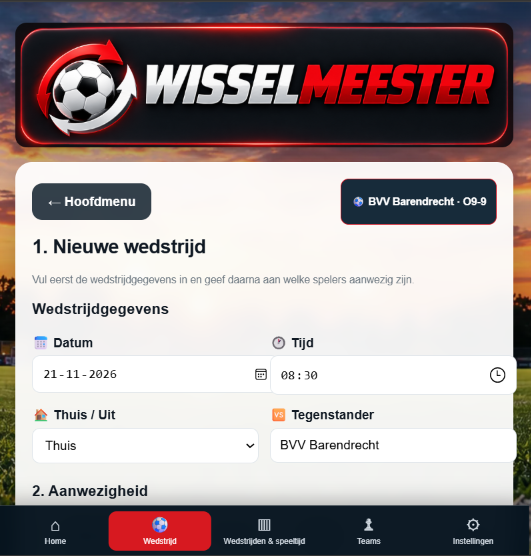 WISSELMEESTER
← Hoofdmenu
BVV Barendrecht · O9-9
1. Nieuwe wedstrijd
Vul eerst de wedstrijdgegevens in en geef daarna aan welke spelers aanwezig zijn.
Wedstrijdgegevens
Datum
Tijd
21-11-2026
08:30
Thuis / Uit
VS Tegenstander
Thuis
BVV Barendrecht
2. Aanwezigheid
Home
Wedstrijd
Wedstrijden & speeltijd
Teams
Instellingen